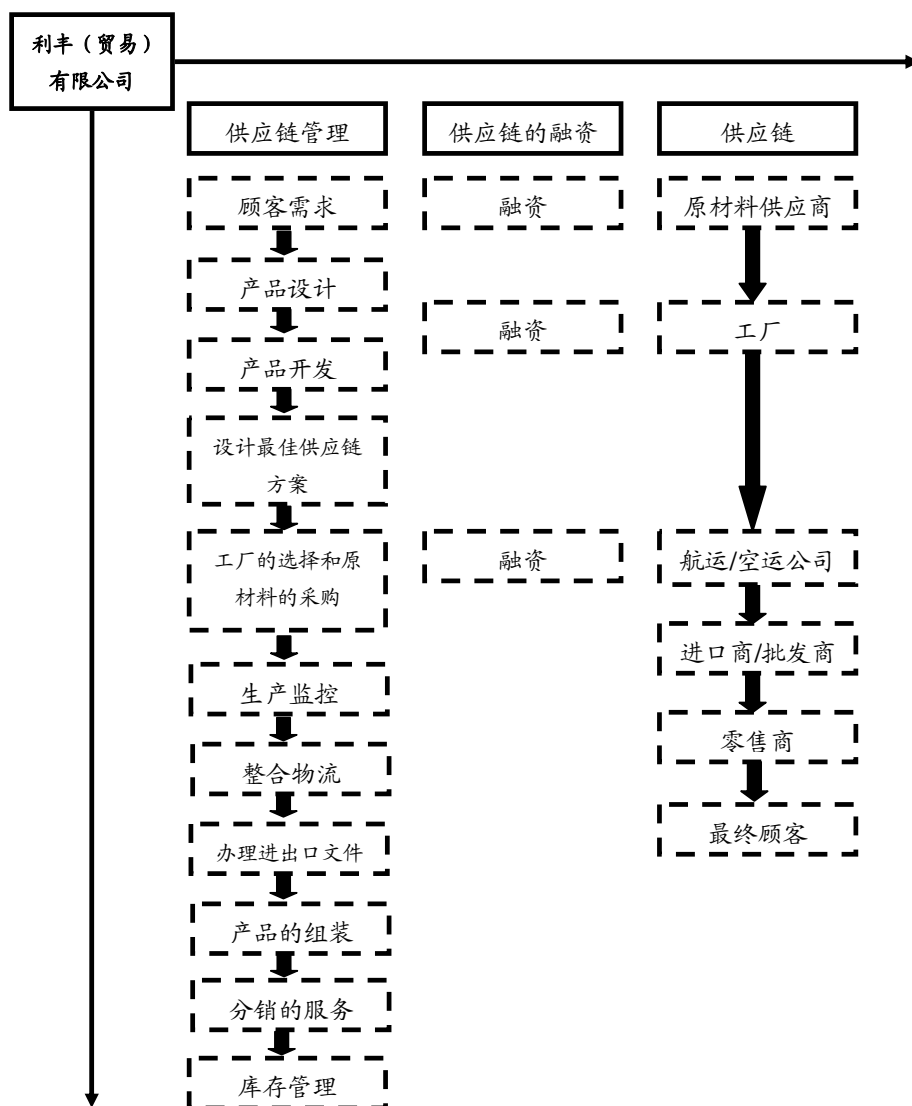 利丰（贸易）
有限公司
供应链管理
供应链的融资
供应链
顾客需求
融资
原材料供应商
产品设计
融资
工厂
产品开发
设计最佳供应链
方案
工厂的选择和原
材料的采购
融资
航运/空运公司
进口商/批发商
生产监控
零售商
整合物流
最终顾客
办理进出口文件
产品的组装
分销的服务
库存管理